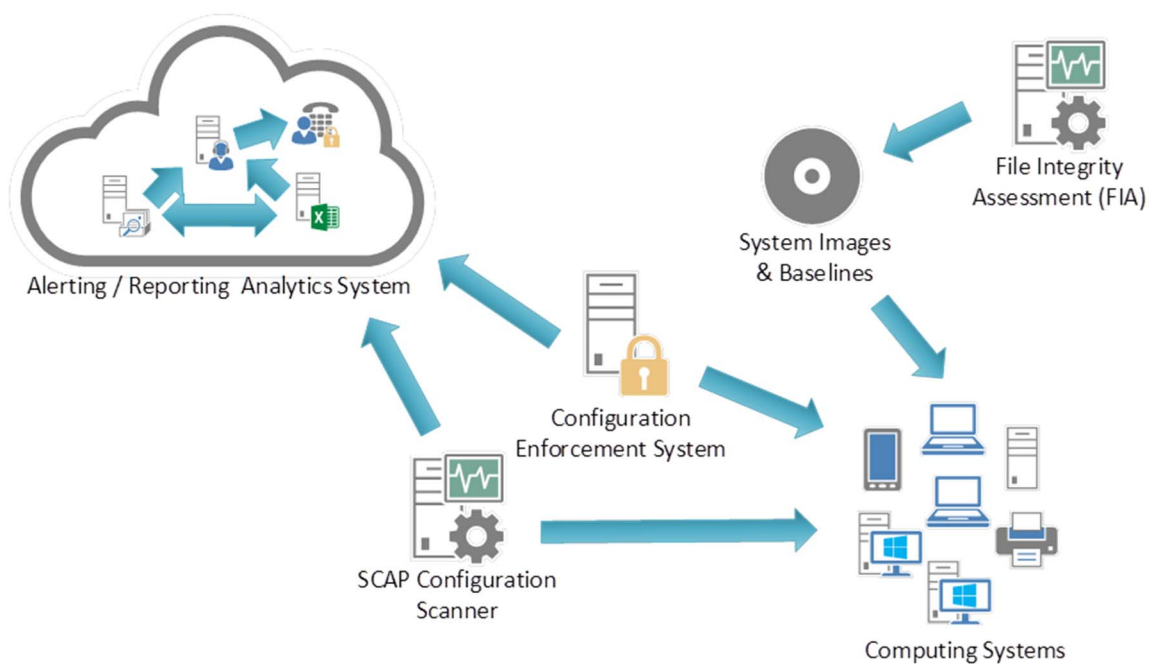 File Integrity
Assessment (FIA)
System Images
& Baselines
Alerting / Reporting Analytics System
Configuration
Enforcement System
SCAP Configuration
Scanner
Computing Systems